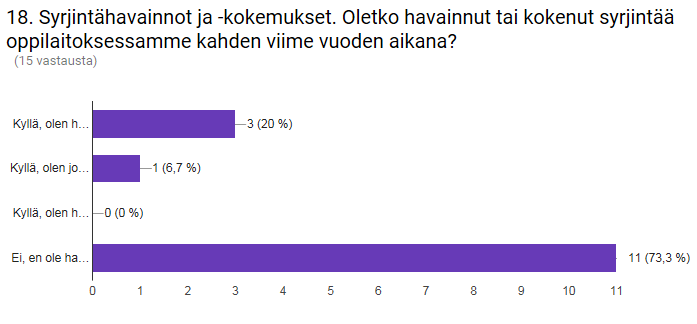 18. Syrjintähavainnot ja -kokemukset. Oletko havainnut tai kokenut syrjintää
oppilaitoksessamme kahden viime vuoden aikana?
(15 vastausta)
Kyllä, olen h...
3 (20 %)
Kyllä, olen jo...
1 (6,7 %)
Kyllä, olen h...
0 (0 %)
Ei, en ole ha...
11 (73,3 %)
0 1 2 3 4 5 6 7 8 9 10 11